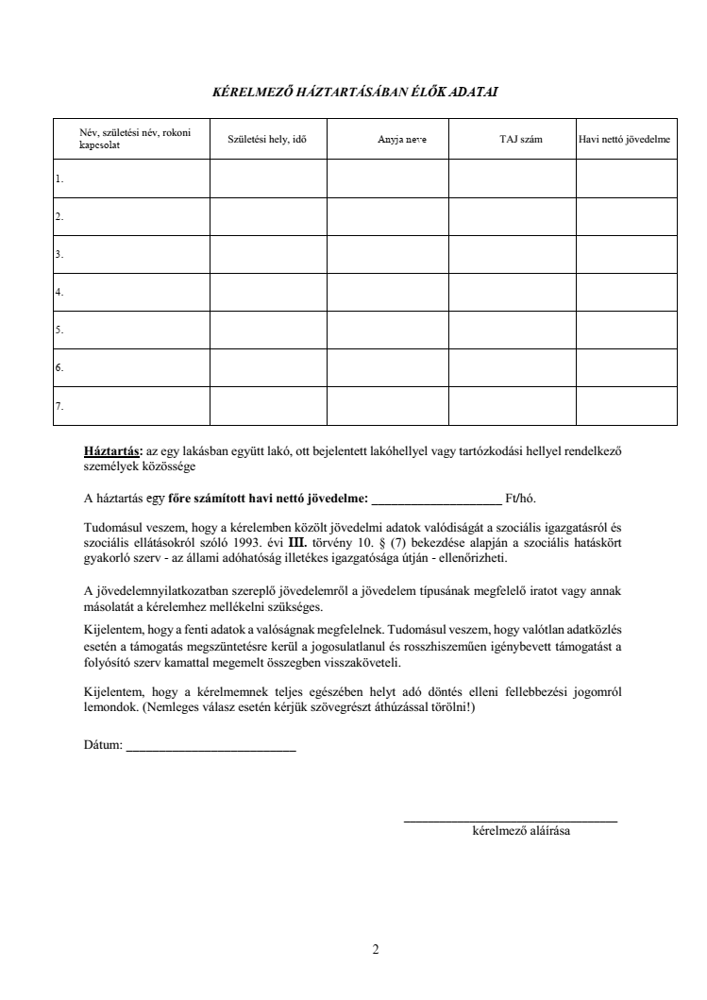 KÉRELMEZŐ HÁZTARTÁSÁBAN ÉLŐK ADATAI
Név, születési név, rokoni
kapcsolat
Születési hely, idő
Anyja neve
TAJ szám
Havi nettó jövedelme
1.
2.
3.
4.
5.
6.
7.
Háztartás: az egy lakásban együtt lakó, ott bejelentett lakóhellyel vagy tartózkodási hellyel rendelkező
személyek közössége
A háztartás egy főre számított havi nettó jövedelme: ____________________ Ft/hó.
Tudomásul veszem, hogy a kérelemben közölt jövedelmi adatok valódiságát a szociális igazgatásról és
szociális ellátásokról szóló 1993. évi III. törvény 10. § (7) bekezdése alapján a szociális hatáskört
gyakorló szerv - az állami adóhatóság illetékes igazgatósága útján - ellenőrizheti.
A jövedelemnyilatkozatban szereplő jövedelemről a jövedelem típusának megfelelő iratot vagy annak
másolatát a kérelemhez mellékelni szükséges.
Kijelentem, hogy a fenti adatok a valóságnak megfelelnek. Tudomásul veszem, hogy valótlan adatközlés
esetén a támogatás megszüntetésre kerül a jogosulatlanul és rosszhiszeműen igénybevett támogatást a
folyósító szerv kamattal megemelt összegben visszaköveteli.
Kijelentem, hogy a kérelmemnek teljes egészében helyt adó döntés elleni fellebbezési jogomról
lemondok. (Nemleges válasz esetén kérjük szövegrészt áthúzással törölni!)
Dátum: __________________________
_________________________________
kérelmező aláírása
2